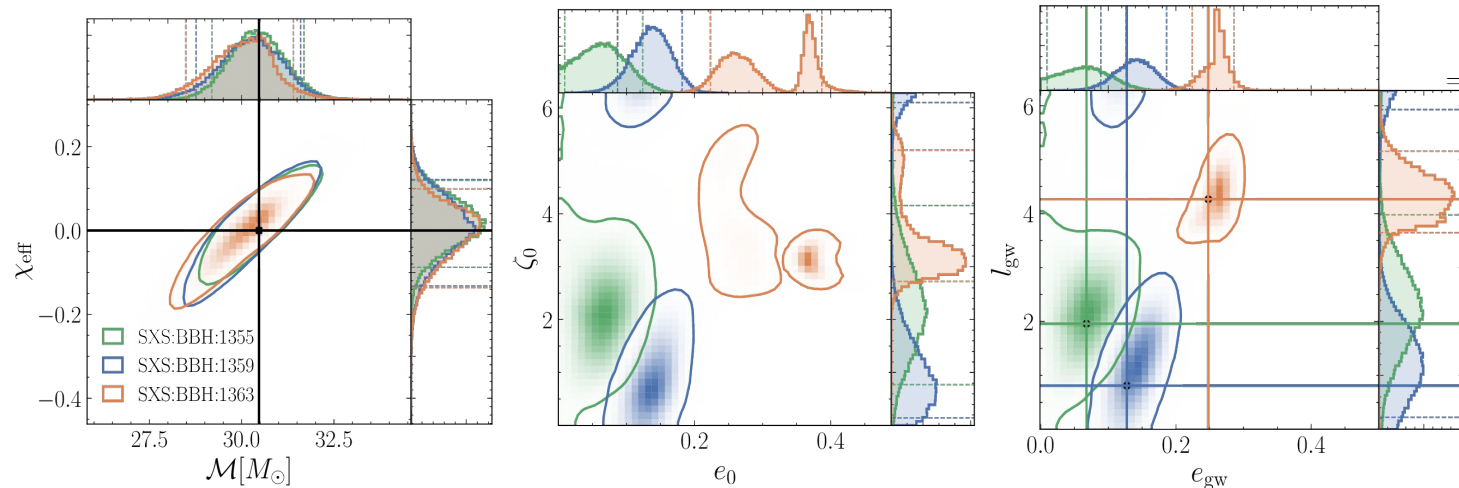 0.2
0.0
−0.2
−0.4
χeff
SXS:BBH:1355
SXS:BBH:1359
SXS:BBH:1363
27.5 30.0 32.5
ℳ[M⊙]
6
4
2
ζ0
0.2 0.4
e0
=
6
4
2
lgw
0.0 0.2 0.4
egw